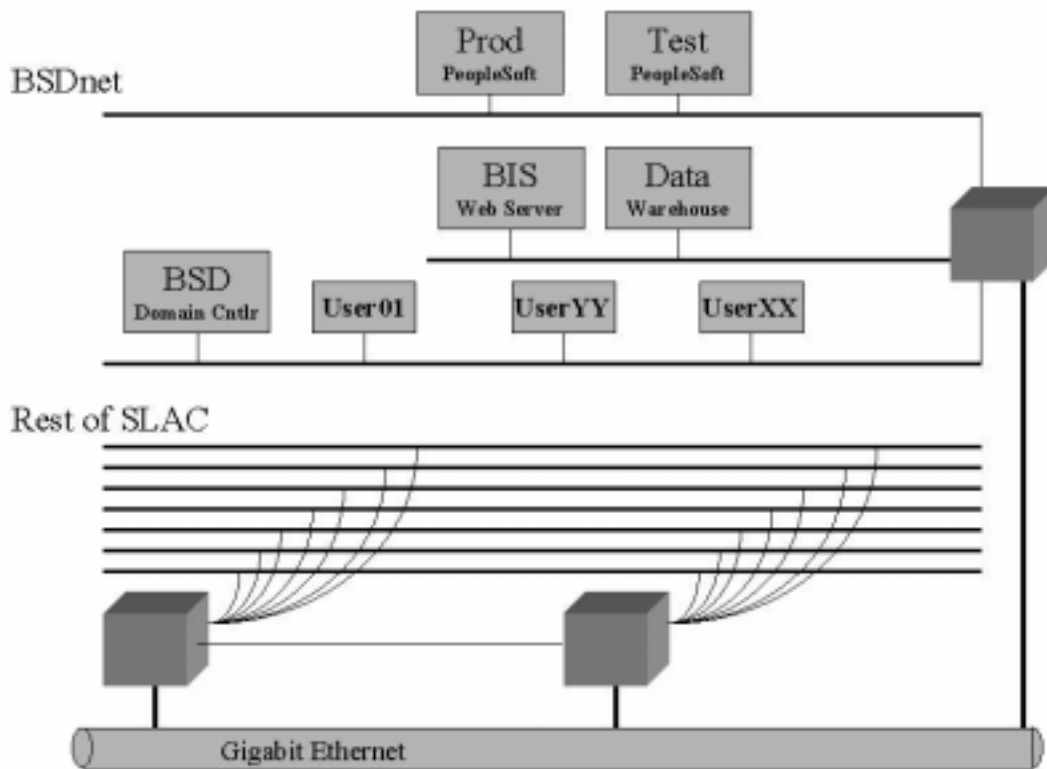 Prod
PeopleSoft
Test
PeopleSoft
BSDnet
BIS
Web Server
Data
Warehouse
BSD
Domain Cntlr
User01
UserYY
UserXX
Rest of SLAC
Gigabit Ethernet